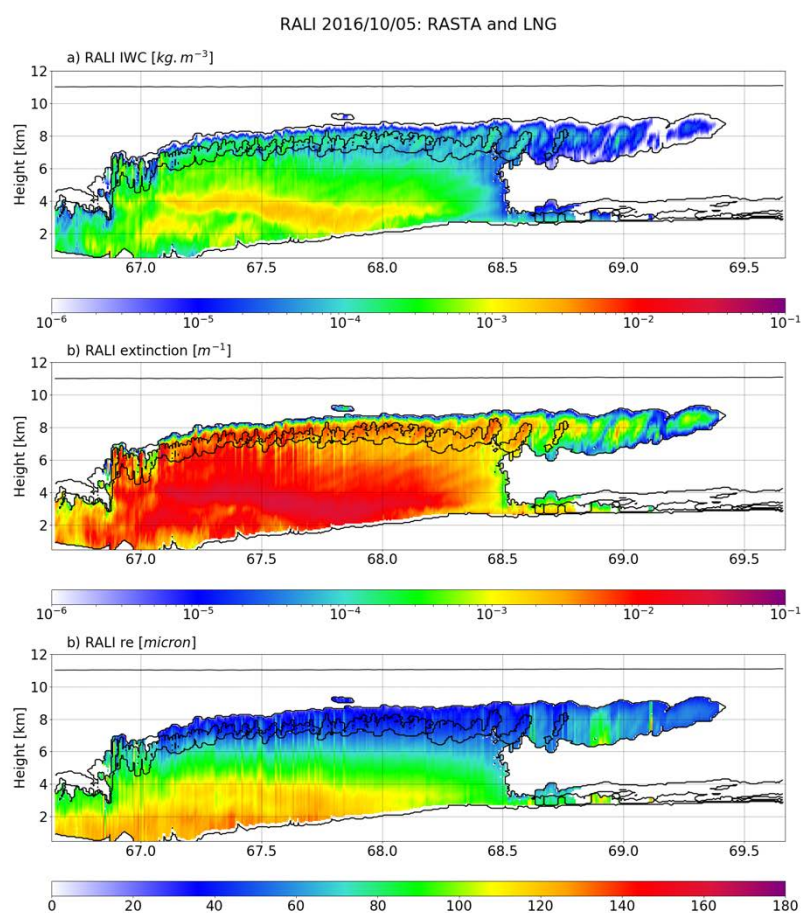 RALI 2016/10/05: RASTA and LNG
a) RALI IWC [kg.m⁻³]
12
10
8
6
4
2
Height [km]
67.0 67.5 68.0 68.5 69.0 69.5
10⁻⁶ 10⁻⁵ 10⁻⁴ 10⁻³ 10⁻² 10⁻¹
b) RALI extinction [m⁻¹]
12
10
8
6
4
2
Height [km]
67.0 67.5 68.0 68.5 69.0 69.5
10⁻⁶ 10⁻⁵ 10⁻⁴ 10⁻³ 10⁻² 10⁻¹
b) RALI re [micron]
12
10
8
6
4
2
Height [km]
67.0 67.5 68.0 68.5 69.0 69.5
0 20 40 60 80 100 120 140 160 180